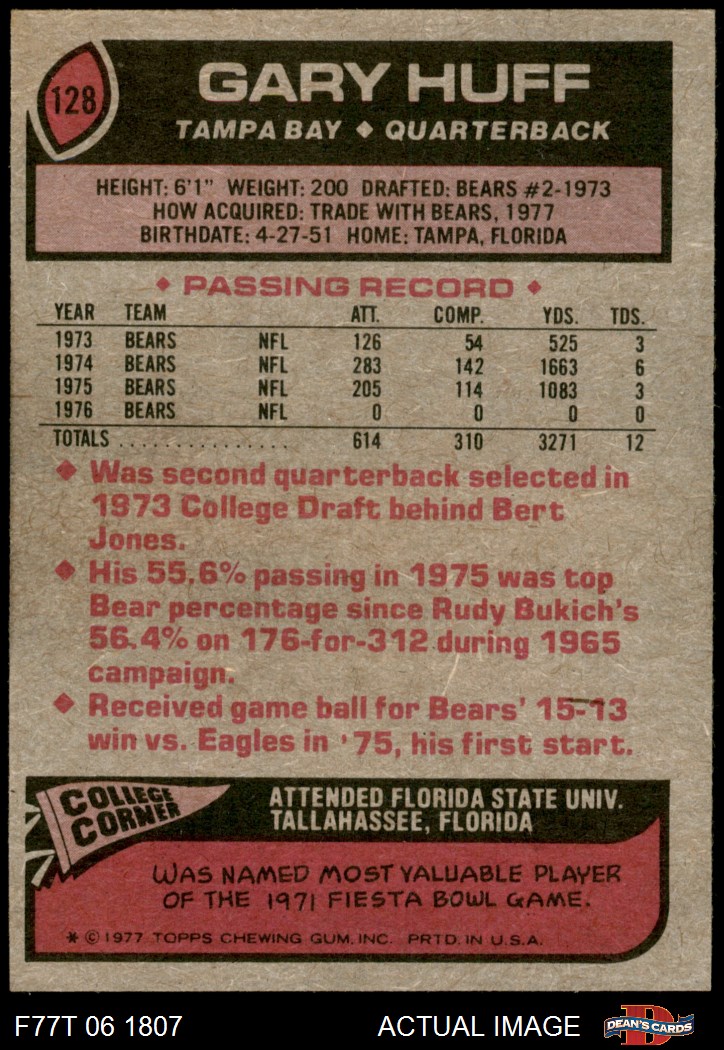 128
GARY HUFF
TAMPA BAY ◆ QUARTERBACK
HEIGHT: 6'1" WEIGHT: 200 DRAFTED: BEARS #2-1973
HOW ACQUIRED: TRADE WITH BEARS, 1977
BIRTHDATE: 4-27-51 HOME: TAMPA, FLORIDA
◆ PASSING RECORD ◆
YEAR TEAM ATT. COMP. YDS. TDS.
1973 BEARS NFL 126 54 525 3
1974 BEARS NFL 283 142 1663 6
1975 BEARS NFL 205 114 1083 3
1976 BEARS NFL 0 0 0 0
TOTALS ................ 614 310 3271 12
◆ Was second quarterback selected in
1973 College Draft behind Bert
Jones.
◆ His 55.6% passing in 1975 was top
Bear percentage since Rudy Bukich's
56.4% on 176-for-312 during 1965
campaign.
◆ Received game ball for Bears' 15-13
win vs. Eagles in '75, his first start.
COLLEGE
CORNER
ATTENDED FLORIDA STATE UNIV.
TALLAHASSEE, FLORIDA
WAS NAMED MOST VALUABLE PLAYER
OF THE 1971 FIESTA BOWL GAME.
* © 1977 TOPPS CHEWING GUM, INC. PRTD. IN U.S.A.
F77T 06 1807 ACTUAL IMAGE D DEAN'S CARDS